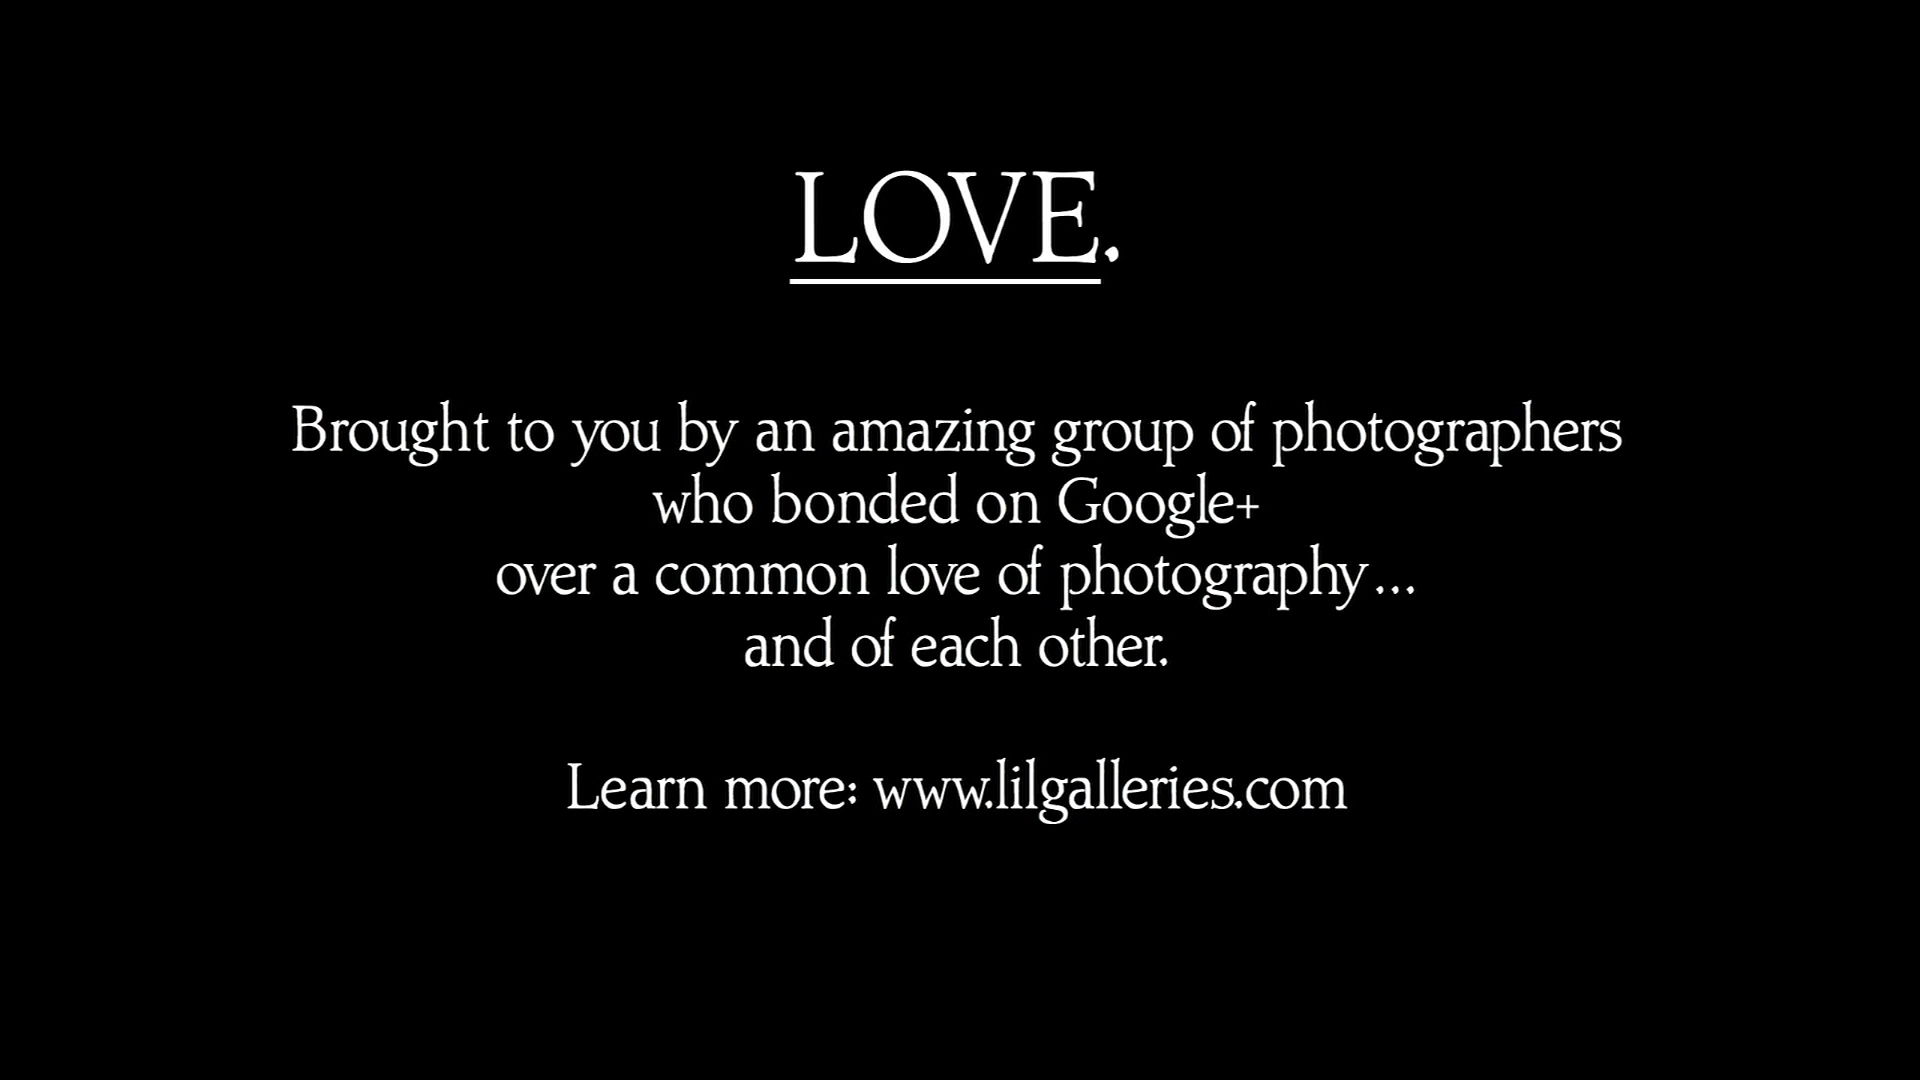 LOVE.
Brought to you by an amazing group of photographers
who bonded on Google+
over a common love of photography...
and of each other.
Learn more: www.lilgalleries.com